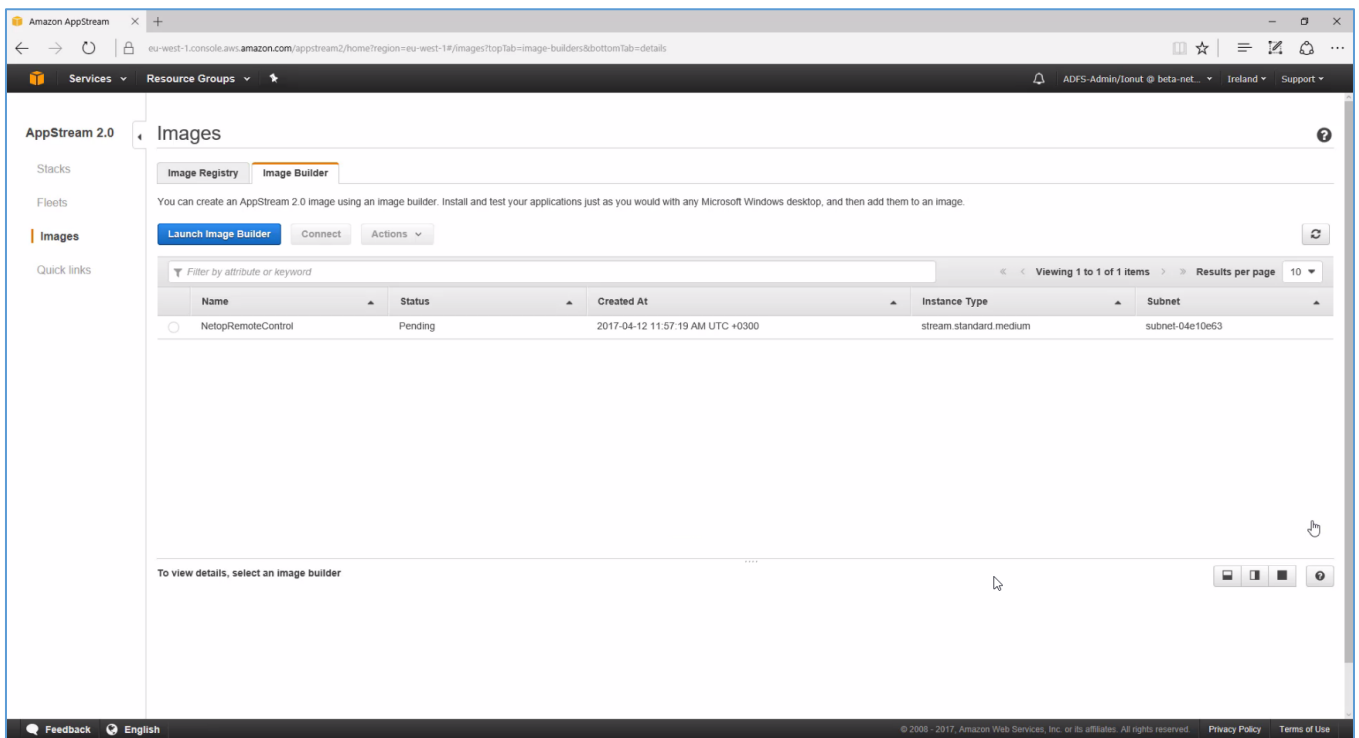 Amazon AppStream
eu-west-1.console.aws.amazon.com/appstream2/home?region=eu-west-1#/images?topTab=image-builders&bottomTab=details
Services Resource Groups ADFS-Admin/Ionut @ beta-net... Ireland Support
AppStream 2.0
Images
Stacks
Fleets
Images
Quick links
Image Registry Image Builder
You can create an AppStream 2.0 image using an image builder. Install and test your applications just as you would with any Microsoft Windows desktop, and then add them to an image.
Launch Image Builder Connect Actions
Filter by attribute or keyword « < Viewing 1 to 1 of 1 items > » Results per page 10
Name Status Created At Instance Type Subnet
NetopRemoteControl Pending 2017-04-12 11:57:19 AM UTC +0300 stream.standard.medium subnet-04e10e63
To view details, select an image builder
Feedback English © 2008 - 2017, Amazon Web Services, Inc. or its affiliates. All rights reserved. Privacy Policy Terms of Use